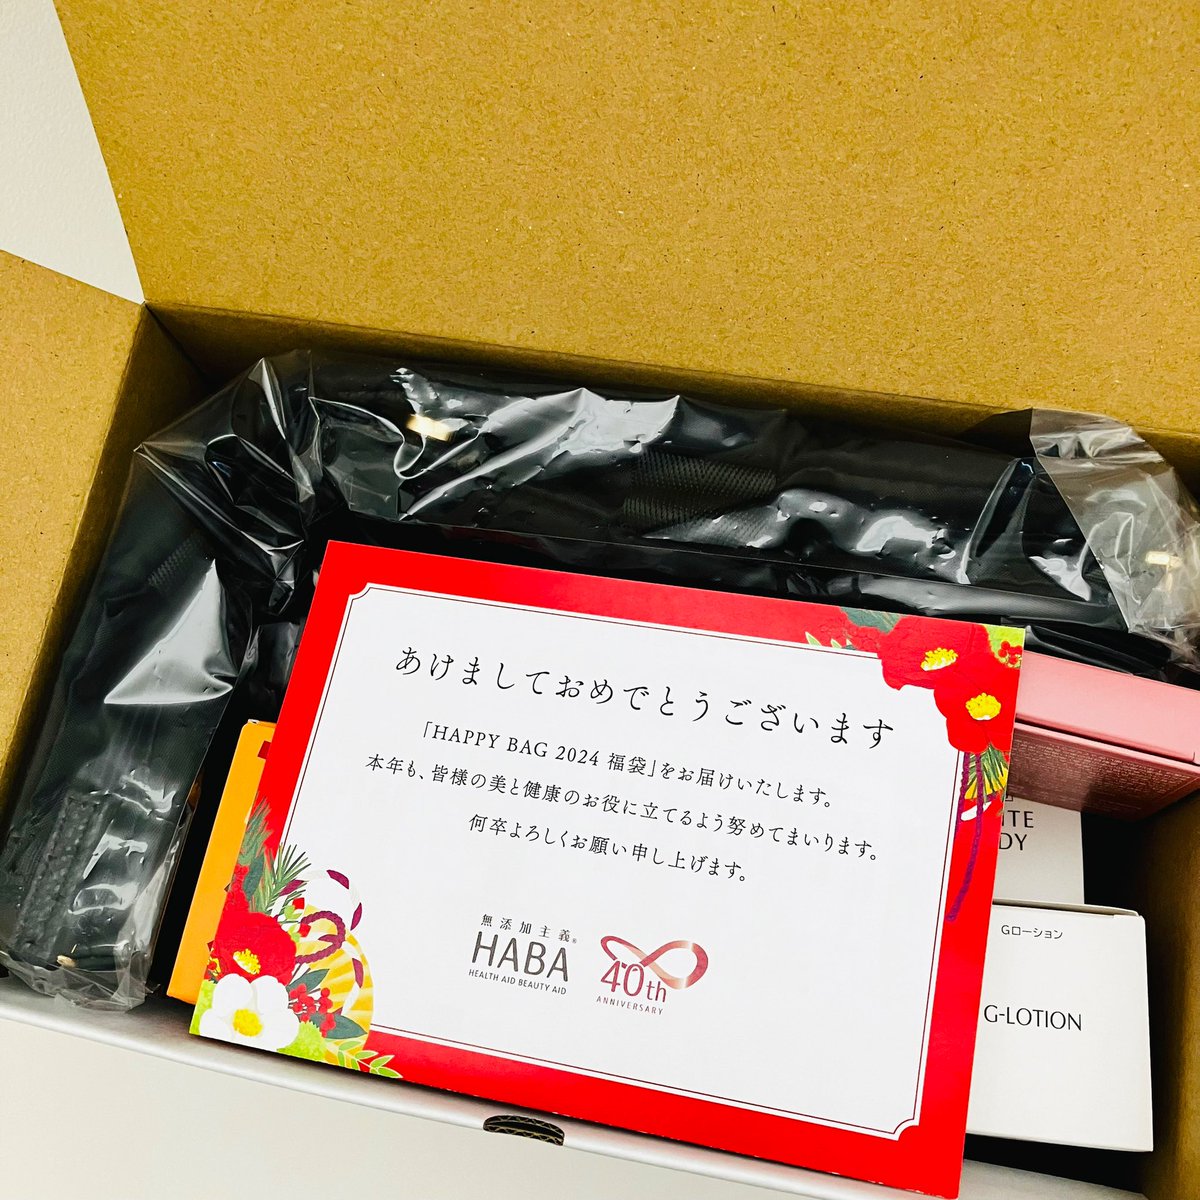 あけましておめでとうございます
「HAPPY BAG 2024 福袋」をお届けいたします。
本年も、皆様の美と健康のお役に立てるよう努めてまいります。
何卒よろしくお願い申し上げます。
無添加主義®
HABA
HEALTH AID BEAUTY AID
40th
ANNIVERSARY
ITE
DY
Gローション
G-LOTION